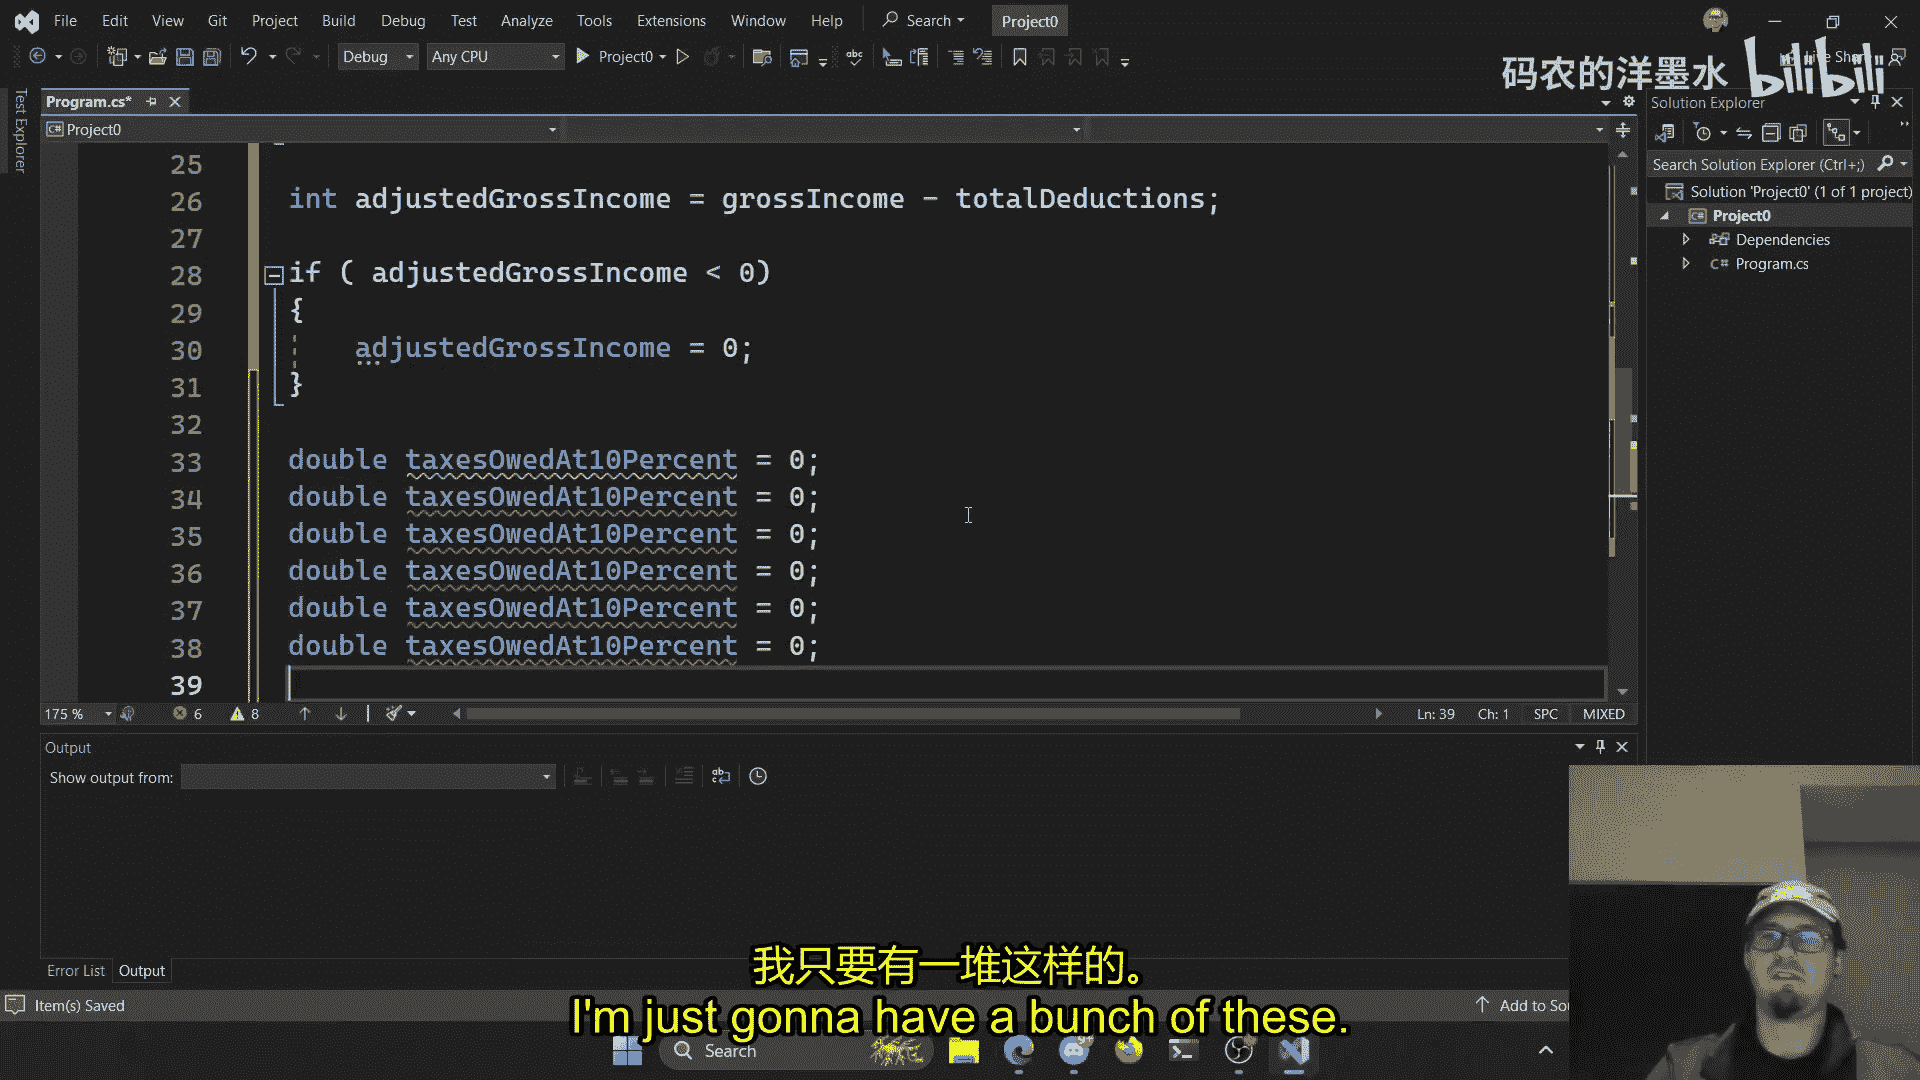 File Edit View Git Project Build Debug Test Analyze Tools Extensions Window Help Search Project0
Debug Any CPU Project0
码农的洋墨水 bilibili
Test Explorer
Program.cs*
Solution Explorer
C# Project0
Search Solution Explorer (Ctrl+;)
Solution 'Project0' (1 of 1 project)
Project0
Dependencies
C# Program.cs
25
26 int adjustedGrossIncome = grossIncome - totalDeductions;
27
28 if ( adjustedGrossIncome < 0)
29 {
30 adjustedGrossIncome = 0;
31 }
32
33 double taxesOwedAt10Percent = 0;
34 double taxesOwedAt10Percent = 0;
35 double taxesOwedAt10Percent = 0;
36 double taxesOwedAt10Percent = 0;
37 double taxesOwedAt10Percent = 0;
38 double taxesOwedAt10Percent = 0;
39
175 % 6 8 Ln: 39 Ch: 1 SPC MIXED
Output
Show output from:
Error List Output
Item(s) Saved
Add to So
我只要有一堆这样的。
I'm just gonna have a bunch of these.
Search